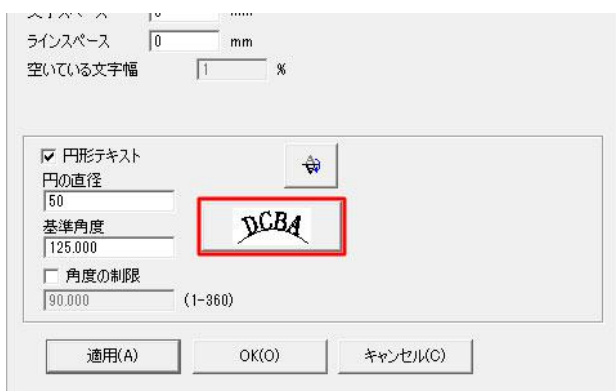 ラインスペース 0 mm
空いている文字幅 1 %
円形テキスト
円の直径
50
DCBA
基準角度
125.000
角度の制限
90.000 (1-360)
適用(A) OK(O) キャンセル(C)